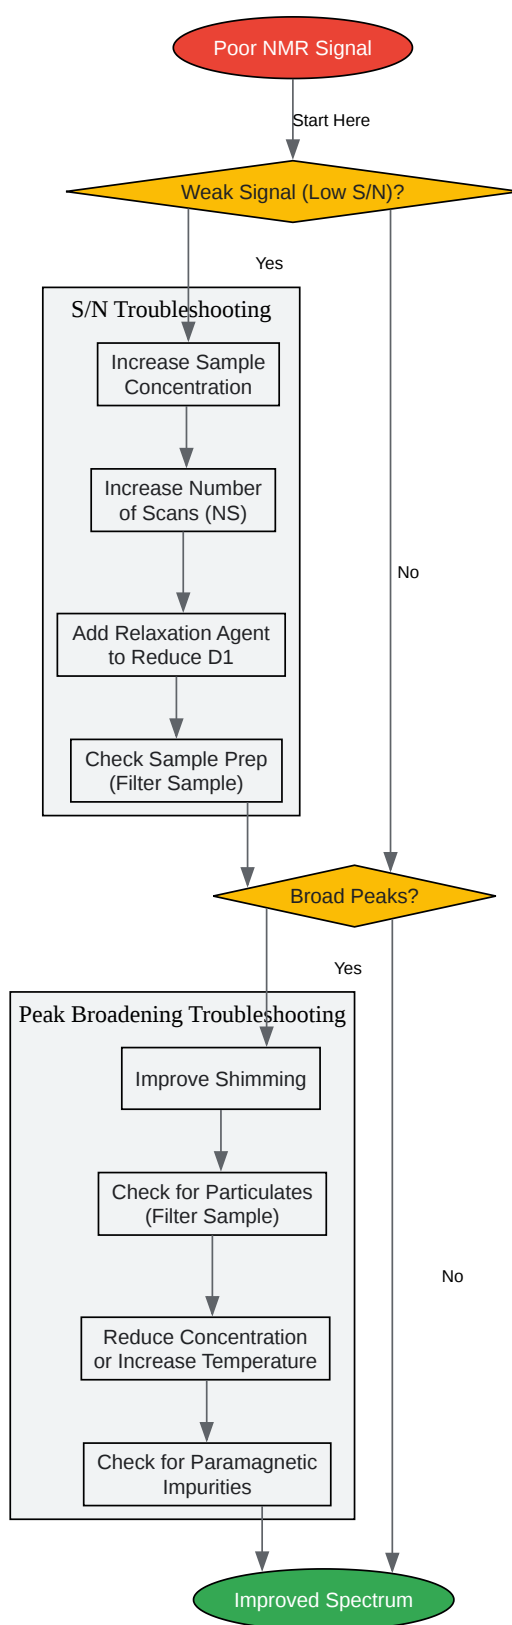 Poor NMR Signal
Start Here
Weak Signal (Low S/N)?
Yes
S/N Troubleshooting
Increase Sample
Concentration
Increase Number
of Scans (NS)
No
Add Relaxation Agent
to Reduce D1
Check Sample Prep
(Filter Sample)
Broad Peaks?
Yes
Peak Broadening Troubleshooting
Improve Shimming
Check for Particulates
(Filter Sample)
No
Reduce Concentration
or Increase Temperature
Check for Paramagnetic
Impurities
Improved Spectrum